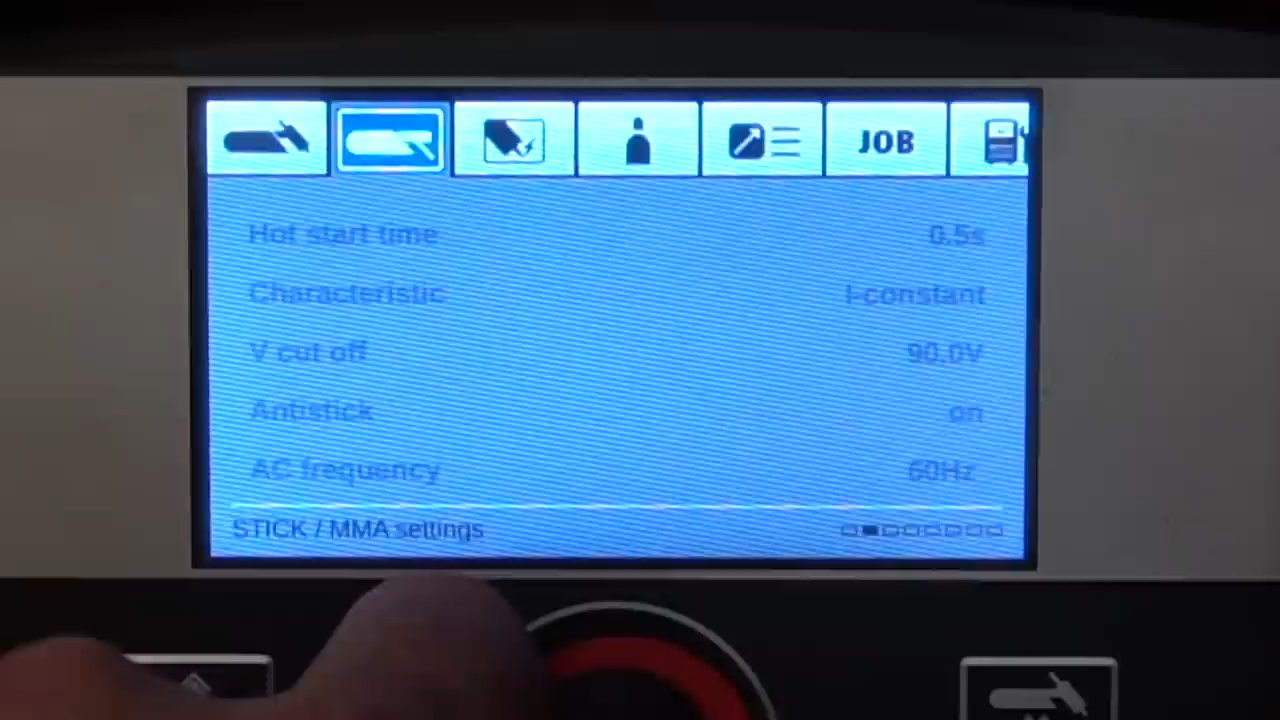 JOB
Hot start time 0.5s
Characteristic I-constant
V cut off 90.0V
Antistick on
AC frequency 60Hz
STICK / MMA settings